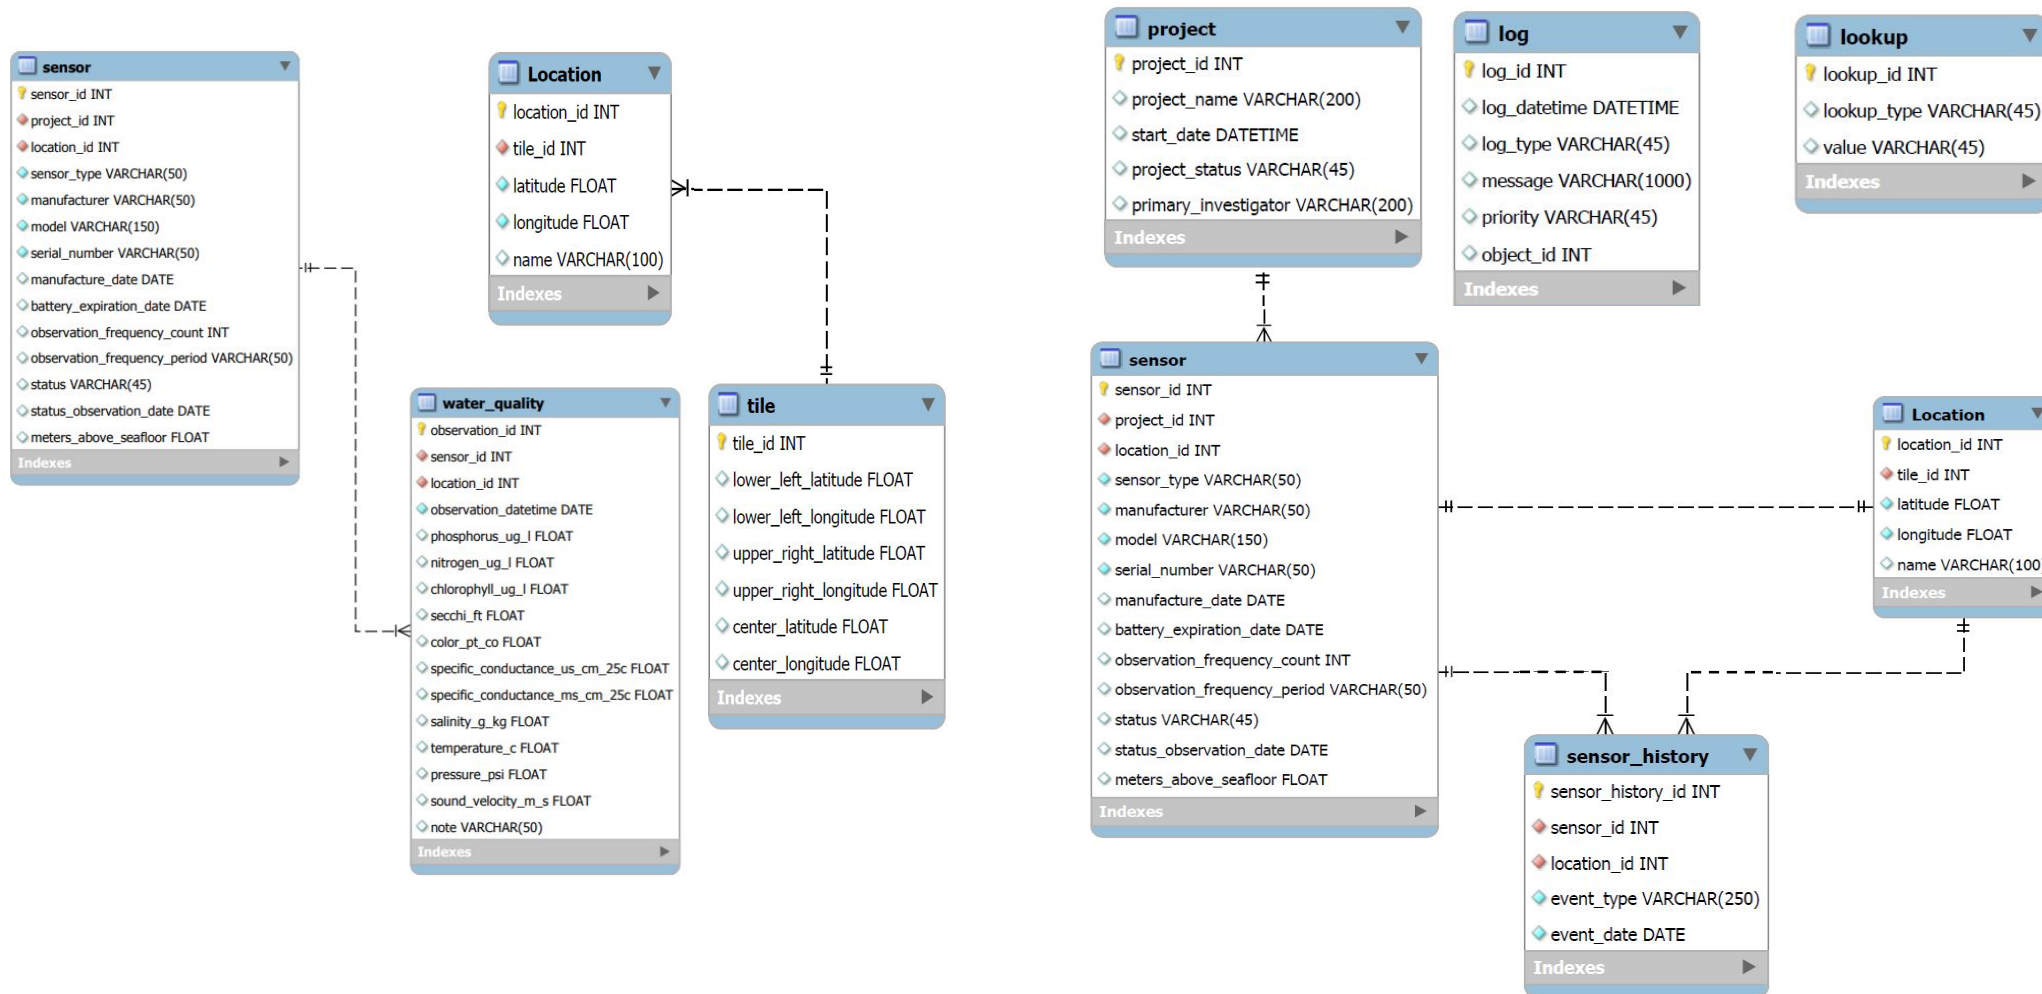 sensor
sensor_id INT
project_id INT
location_id INT
sensor_type VARCHAR(50)
manufacturer VARCHAR(50)
model VARCHAR(150)
serial_number VARCHAR(50)
manufacture_date DATE
battery_expiration_date DATE
observation_frequency_count INT
observation_frequency_period VARCHAR(50)
status VARCHAR(45)
status_observation_date DATE
meters_above_seafloor FLOAT
Indexes
Location
location_id INT
tile_id INT
latitude FLOAT
longitude FLOAT
name VARCHAR(100)
Indexes
water_quality
observation_id INT
sensor_id INT
location_id INT
observation_datetime DATE
phosphorus_ug_l FLOAT
nitrogen_ug_l FLOAT
chlorophyll_ug_l FLOAT
secchi_ft FLOAT
color_pt_co FLOAT
specific_conductance_us_cm_25c FLOAT
specific_conductance_ms_cm_25c FLOAT
salinity_g_kg FLOAT
temperature_c FLOAT
pressure_psi FLOAT
sound_velocity_m_s FLOAT
note VARCHAR(50)
Indexes
tile
tile_id INT
lower_left_latitude FLOAT
lower_left_longitude FLOAT
upper_right_latitude FLOAT
upper_right_longitude FLOAT
center_latitude FLOAT
center_longitude FLOAT
Indexes
project
project_id INT
project_name VARCHAR(200)
start_date DATETIME
project_status VARCHAR(45)
primary_investigator VARCHAR(200)
Indexes
log
log_id INT
log_datetime DATETIME
log_type VARCHAR(45)
message VARCHAR(1000)
priority VARCHAR(45)
object_id INT
Indexes
lookup
lookup_id INT
lookup_type VARCHAR(45)
value VARCHAR(45)
Indexes
sensor
sensor_id INT
project_id INT
location_id INT
sensor_type VARCHAR(50)
manufacturer VARCHAR(50)
model VARCHAR(150)
serial_number VARCHAR(50)
manufacture_date DATE
battery_expiration_date DATE
observation_frequency_count INT
observation_frequency_period VARCHAR(50)
status VARCHAR(45)
status_observation_date DATE
meters_above_seafloor FLOAT
Indexes
Location
location_id INT
tile_id INT
latitude FLOAT
longitude FLOAT
name VARCHAR(100
Indexes
sensor_history
sensor_history_id INT
sensor_id INT
location_id INT
event_type VARCHAR(250)
event_date DATE
Indexes